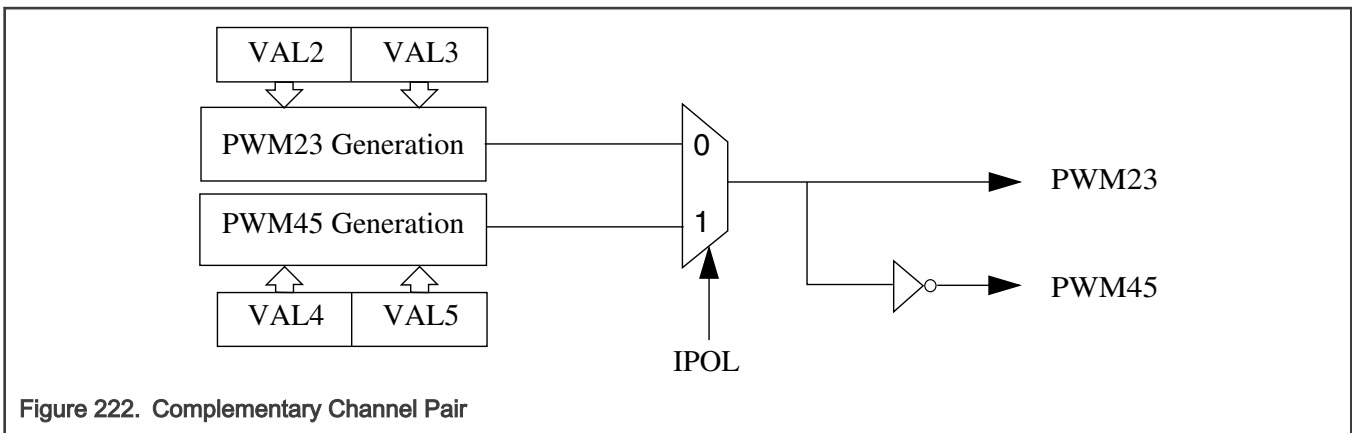 VAL2 VAL3
PWM23 Generation
0
PWM23
PWM45 Generation
1
VAL4 VAL5
PWM45
IPOL
Figure 222. Complementary Channel Pair